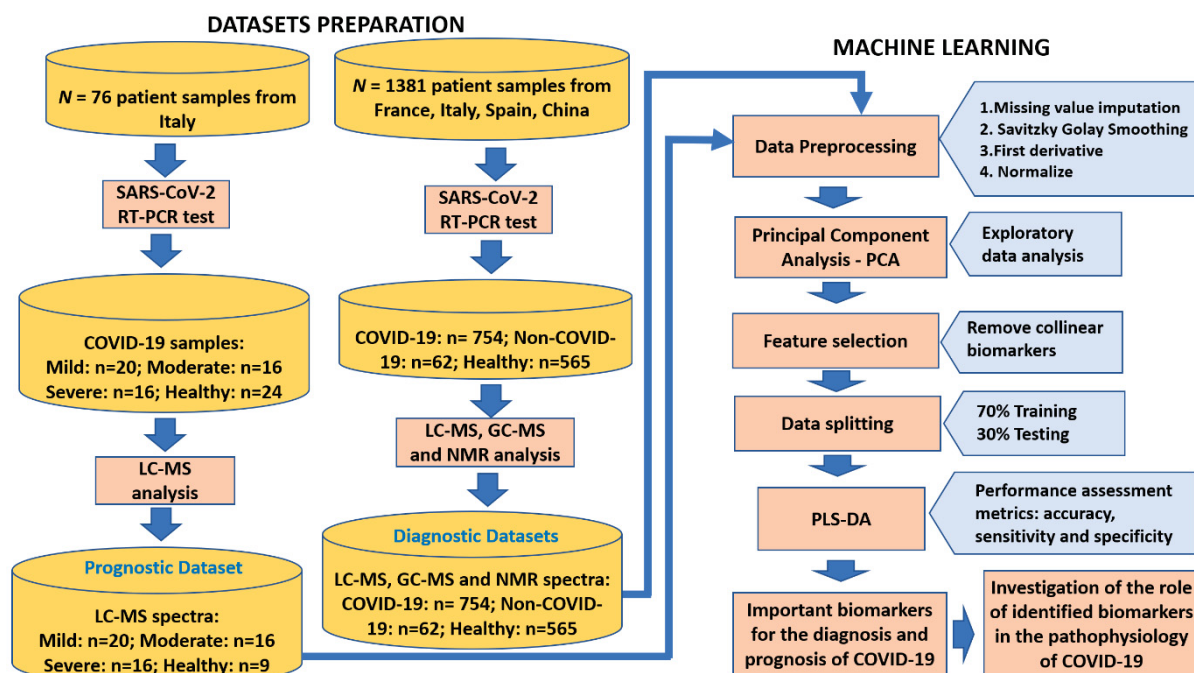 DATASETS PREPARATION
N = 76 patient samples from
Italy
SARS-CoV-2
RT-PCR test
COVID-19 samples:
Mild: n=20; Moderate: n=16
Severe: n=16; Healthy: n=24
LC-MS
analysis
Prognostic Dataset
LC-MS spectra:
Mild: n=20; Moderate: n=16
Severe: n=16; Healthy: n=9
N = 1381 patient samples from
France, Italy, Spain, China
SARS-CoV-2
RT-PCR test
COVID-19: n= 754; Non-COVID-
19: n=62; Healthy: n=565
LC-MS, GC-MS
and NMR analysis
Diagnostic Datasets
LC-MS, GC-MS and NMR spectra:
COVID-19: n= 754; Non-COVID-
19: n=62; Healthy: n=565
MACHINE LEARNING
Data Preprocessing
1.Missing value imputation
2. Savitzky Golay Smoothing
3.First derivative
4. Normalize
Principal Component
Analysis - PCA
Exploratory
data analysis
Feature selection
Remove collinear
biomarkers
Data splitting
70% Training
30% Testing
PLS-DA
Performance assessment
metrics: accuracy,
sensitivity and specificity
Important biomarkers
for the diagnosis and
prognosis of COVID-19
Investigation of the role
of identified biomarkers
in the pathophysiology
of COVID-19